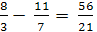 8/3 − 11/7 = 56/21